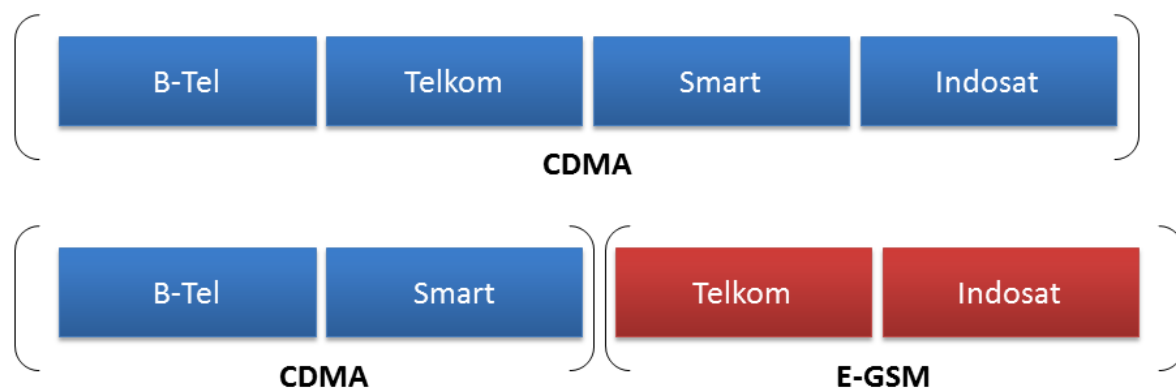 B-Tel Telkom Smart Indosat
CDMA
B-Tel Smart Telkom Indosat
CDMA E-GSM